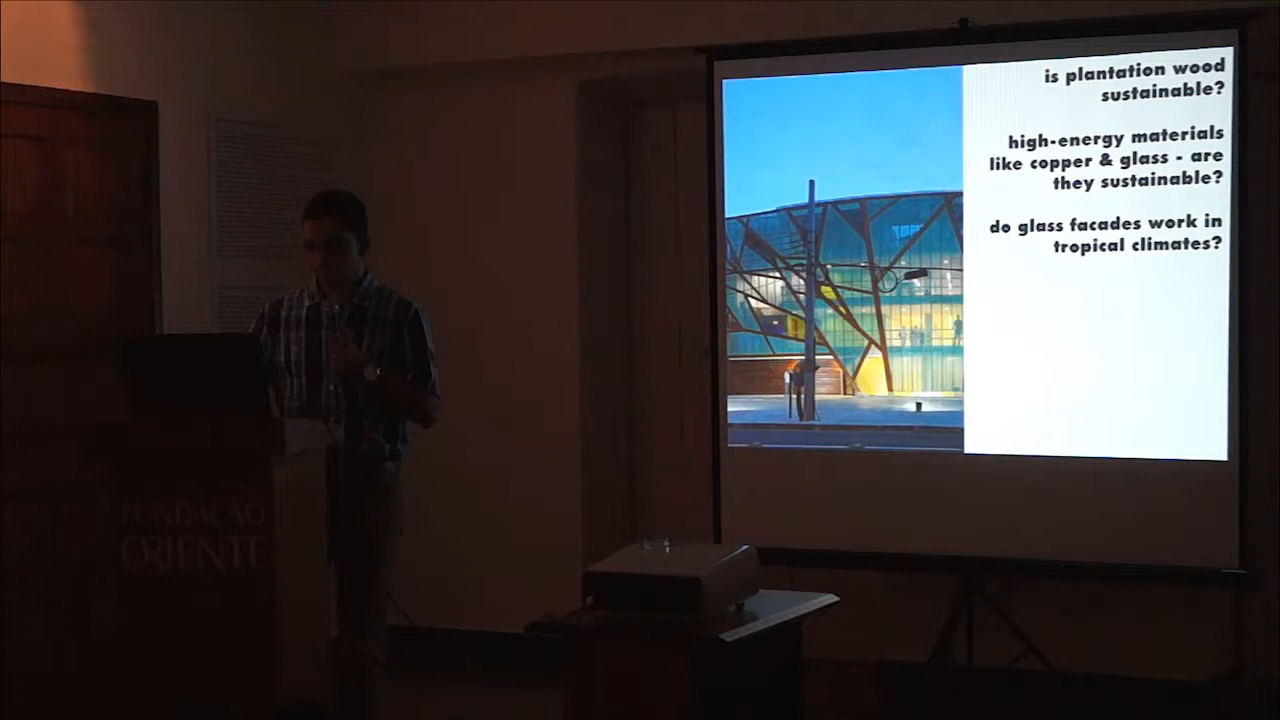 is plantation wood
sustainable?
high-energy materials
like copper & glass - are
they sustainable?
do glass facades work in
tropical climates?
FUNDAÇÃO
ORIENTE